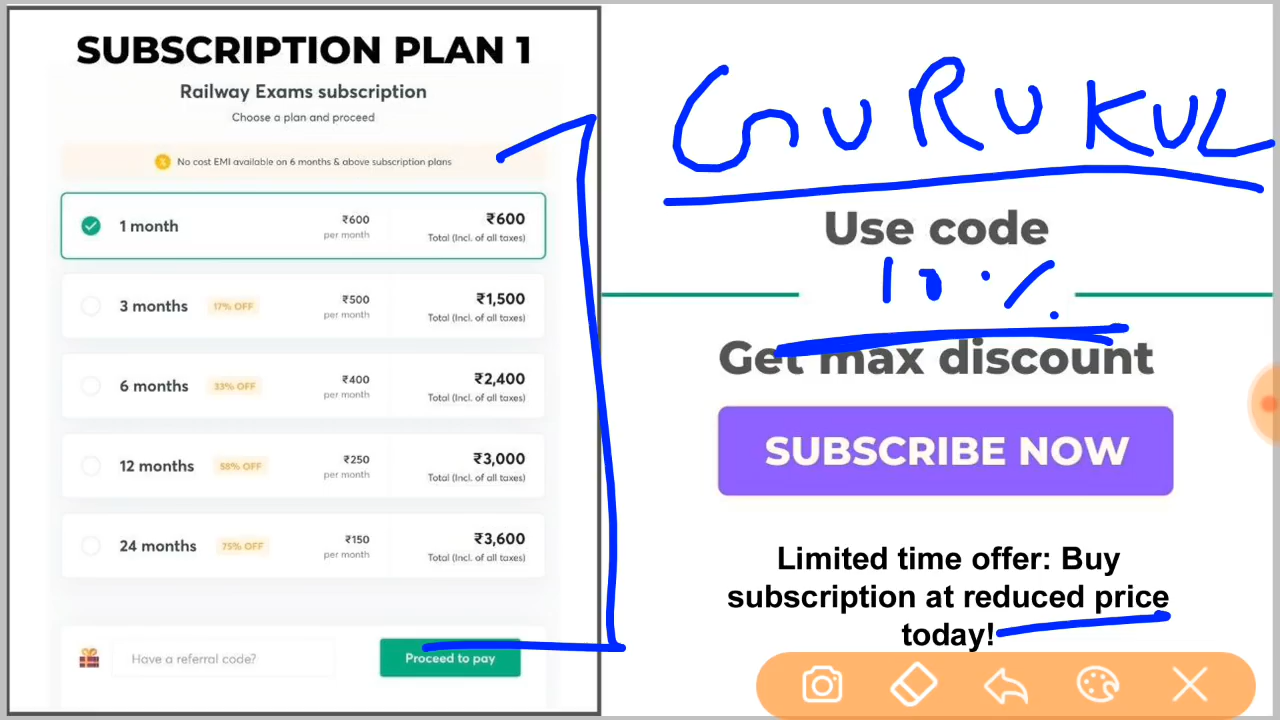 SUBSCRIPTION PLAN 1
Railway Exams subscription
Choose a plan and proceed
No cost EMI available on 6 months & above subscription plans
1 month ₹600 ₹600
per month Total (Incl. of all taxes)
3 months 17% OFF ₹500 ₹1,500
per month Total (Incl. of all taxes)
6 months 33% OFF ₹400 ₹2,400
per month Total (Incl. of all taxes)
12 months 58% OFF ₹250 ₹3,000
per month Total (Incl. of all taxes)
24 months 75% OFF ₹150 ₹3,600
per month Total (Incl. of all taxes)
Have a referral code? Proceed to pay
GURUKUL
Use code
10%
Get max discount
SUBSCRIBE NOW
Limited time offer: Buy
subscription at reduced price
today!